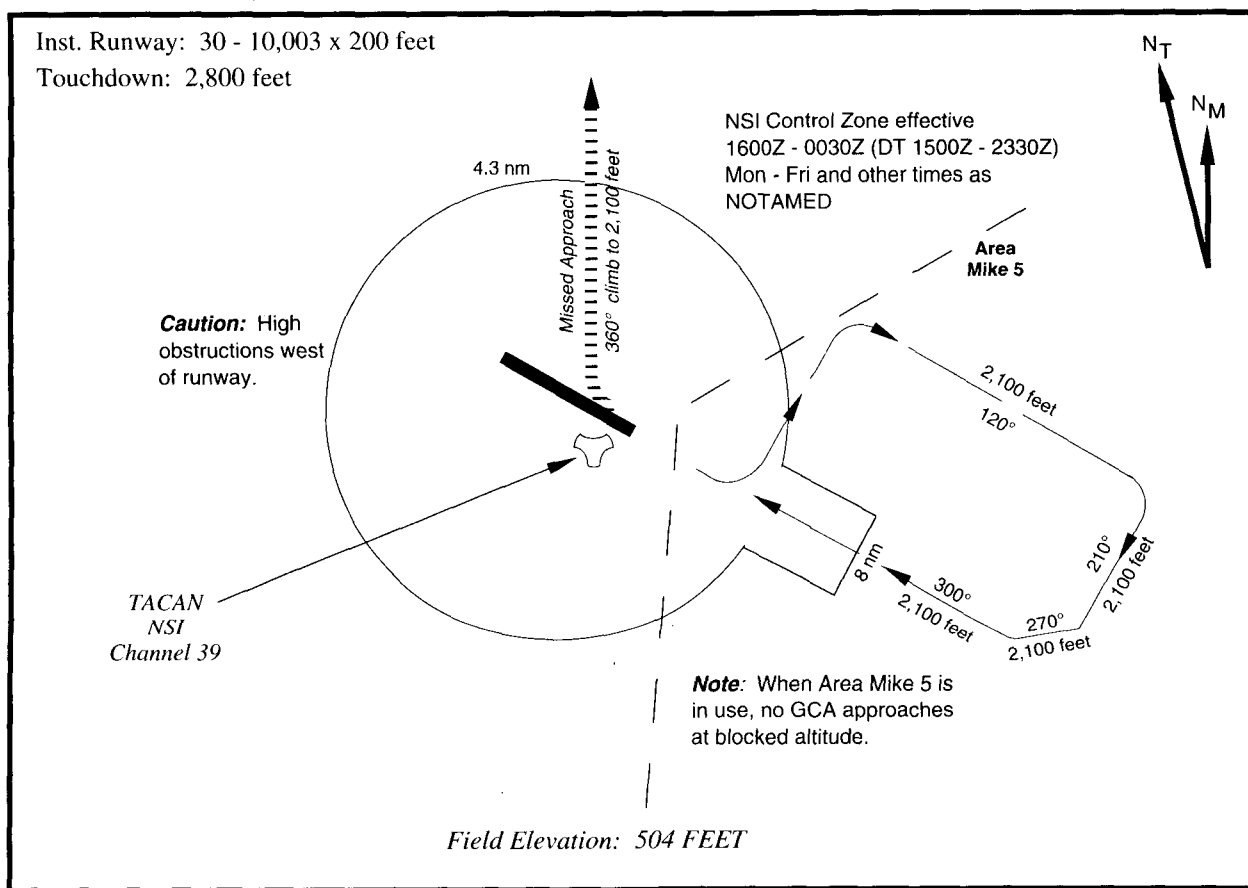 Inst. Runway: 30 - 10,003 x 200 feet
Touchdown: 2,800 feet
NT
NM
NSI Control Zone effective
1600Z - 0030Z (DT 1500Z - 2330Z)
Mon - Fri and other times as
NOTAMED
4.3 nm
Missed Approach
360° climb to 2,100 feet
Area
Mike 5
Caution: High
obstructions west
of runway.
2,100 feet
120°
210°
2,100 feet
8 nm
300°
2,100 feet
270°
2,100 feet
TACAN
NSI
Channel 39
Note: When Area Mike 5 is
in use, no GCA approaches
at blocked altitude.
Field Elevation: 504 FEET